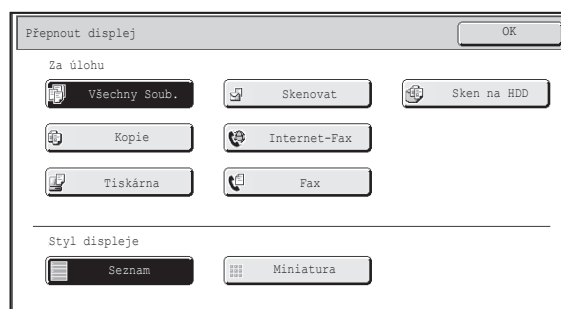 Přepnout displej OK
Za úlohu
Všechny Soub. Skenovat Sken na HDD
Kopie Internet-Fax
Tiskárna Fax
Styl displeje
Seznam Miniatura